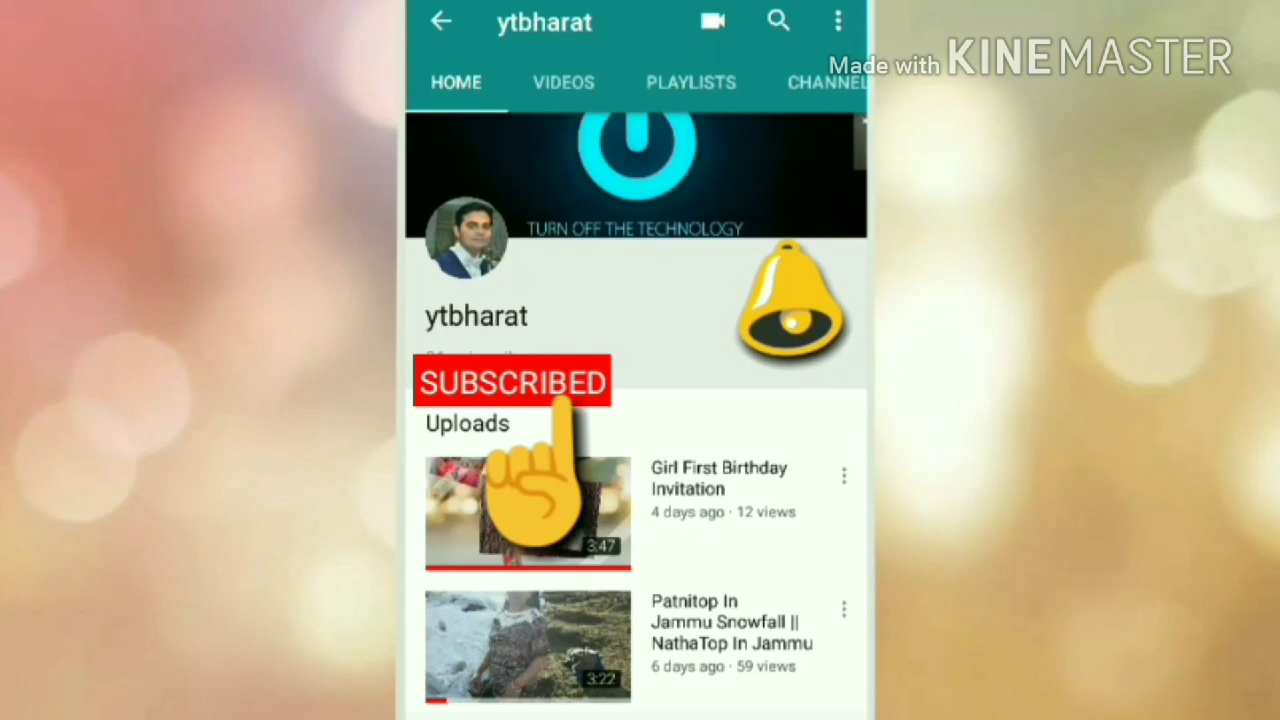 ytbharat
Made with KINEMASTER
HOME VIDEOS PLAYLISTS CHANNEL
TURN OFF THE TECHNOLOGY
ytbharat
SUBSCRIBED
Uploads
Girl First Birthday
Invitation
4 days ago · 12 views
3:47
Patnitop In
Jammu Snowfall ||
NathaTop In Jammu
6 days ago · 59 views
3:22